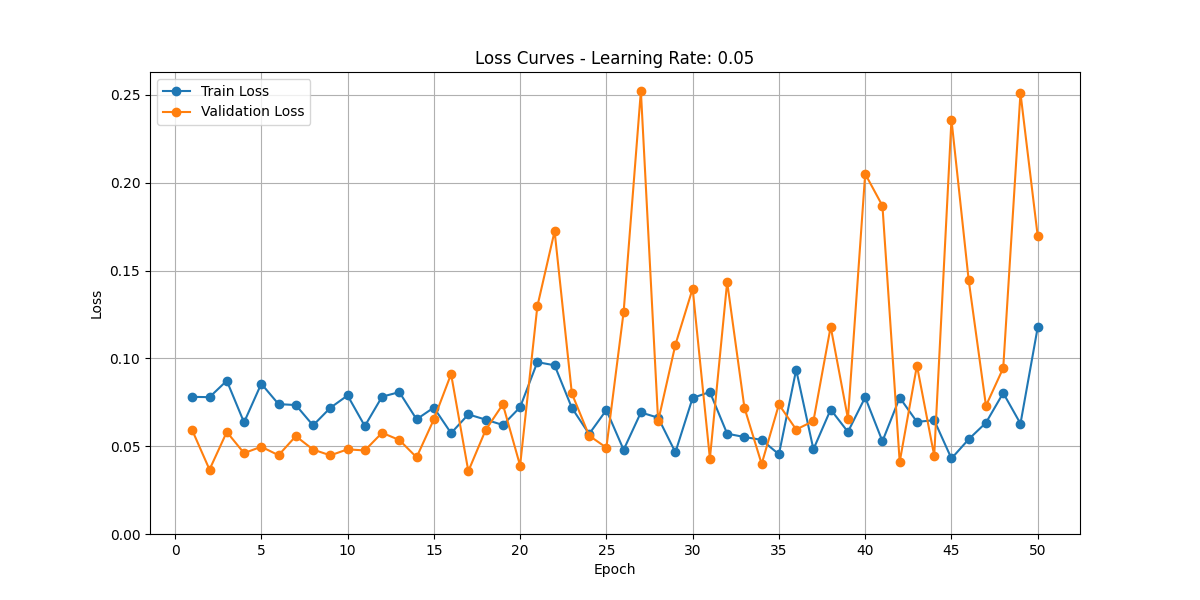 Loss Curves - Learning Rate: 0.05
Train Loss
Validation Loss
0.25
0.20
0.15
0.10
0.05
0.00
Loss
0 5 10 15 20 25 30 35 40 45 50
Epoch